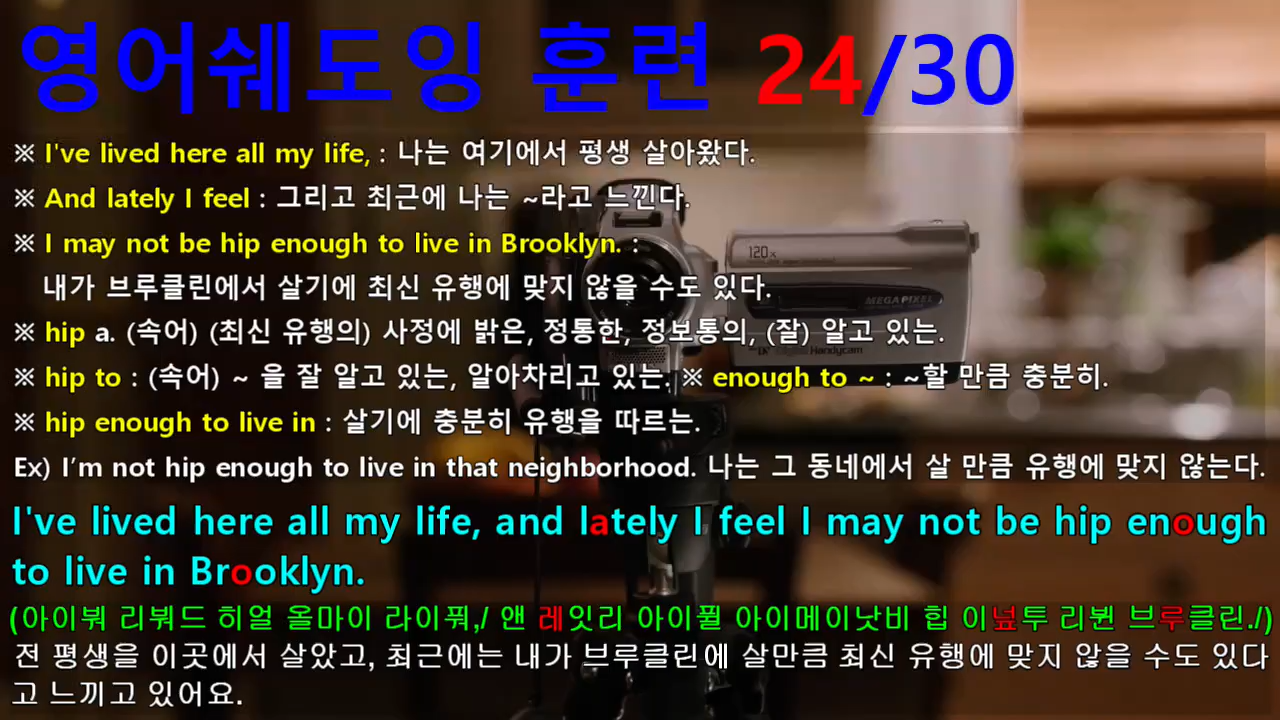 영어쉐도잉 훈련 24/30
※ I've lived here all my life, : 나는 여기에서 평생 살아왔다.
※ And lately I feel : 그리고 최근에 나는 ~라고 느낀다.
※ I may not be hip enough to live in Brooklyn. :
내가 브루클린에서 살기에 최신 유행에 맞지 않을 수도 있다.
※ hip a. (속어) (최신 유행의) 사정에 밝은, 정통한, 정보통의, (잘) 알고 있는.
※ hip to : (속어) ~ 을 잘 알고 있는, 알아차리고 있는. ※ enough to ~ : ~할 만큼 충분히.
※ hip enough to live in : 살기에 충분히 유행을 따르는.
Ex) I’m not hip enough to live in that neighborhood. 나는 그 동네에서 살 만큼 유행에 맞지 않는다.
I've lived here all my life, and lately I feel I may not be hip enough
to live in Brooklyn.
(아이붜 리붜드 히얼 올마이 라이풔,/ 앤 레잇리 아이퓔 아이메이낫비 힙 이넢투 리뷘 브루클린./)
전 평생을 이곳에서 살았고, 최근에는 내가 브루클린에 살만큼 최신 유행에 맞지 않을 수도 있다
고 느끼고 있어요.
120x
MEGA PIXEL
Handycam